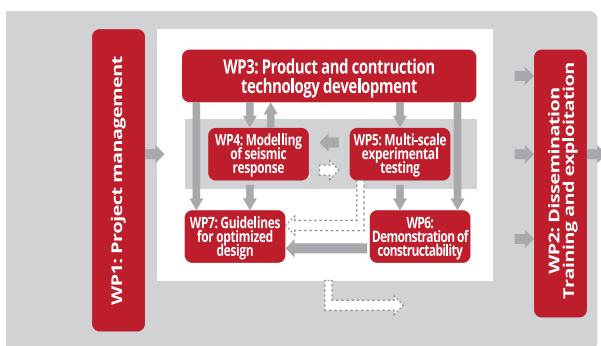 WP1: Project management
WP3: Product and contruction
technology development
WP4: Modelling
of seismic
response
WP5: Multi-scale
experimental
testing
WP7: Guidelines
for optimized
design
WP6:
Demonstration of
constructability
WP2: Dissemination
Training and exploitation